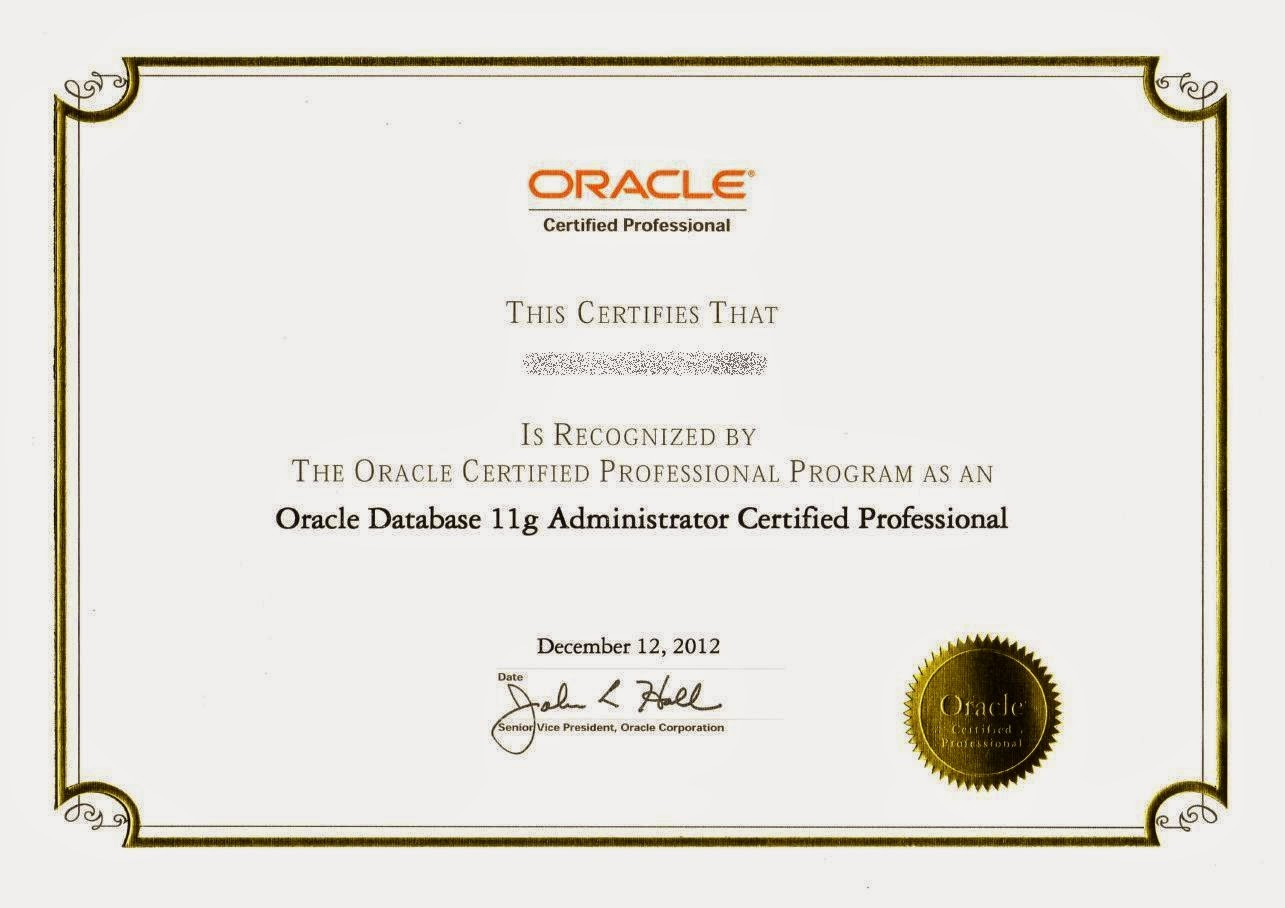 ORACLE®
Certified Professional
THIS CERTIFIES THAT
IS RECOGNIZED BY
THE ORACLE CERTIFIED PROFESSIONAL PROGRAM AS AN
Oracle Database 11g Administrator Certified Professional
December 12, 2012
Date
John L Hall
Senior Vice President, Oracle Corporation
Oracle
Certified
Professional